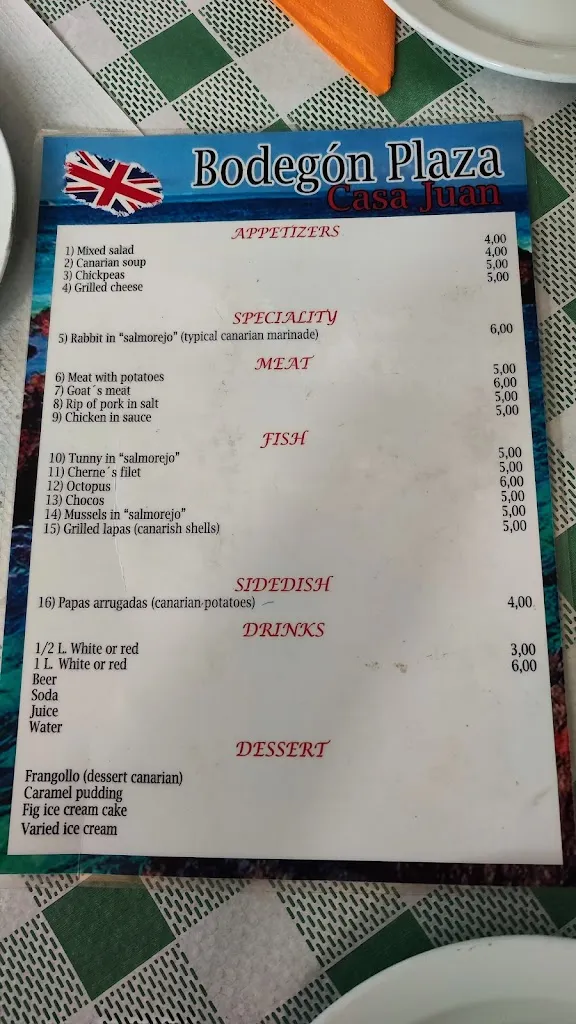 Bodegón Plaza
Casa Juan
APPETIZERS
1) Mixed salad 4,00
2) Canarian soup 4,00
3) Chickpeas 5,00
4) Grilled cheese 5,00
SPECIALITY
5) Rabbit in “salmorejo” (typical canarian marinade) 6,00
MEAT
6) Meat with potatoes 5,00
7) Goat´s meat 6,00
8) Rip of pork in salt 5,00
9) Chicken in sauce 5,00
FISH
10) Tunny in “salmorejo” 5,00
11) Cherne´s filet 5,00
12) Octopus 6,00
13) Chocos 5,00
14) Mussels in “salmorejo” 5,00
15) Grilled lapas (canarish shells) 5,00
SIDEDISH
16) Papas arrugadas (canarian potatoes) 4,00
DRINKS
1/2 L. White or red 3,00
1 L. White or red 6,00
Beer
Soda
Juice
Water
DESSERT
Frangollo (dessert canarian)
Caramel pudding
Fig ice cream cake
Varied ice cream